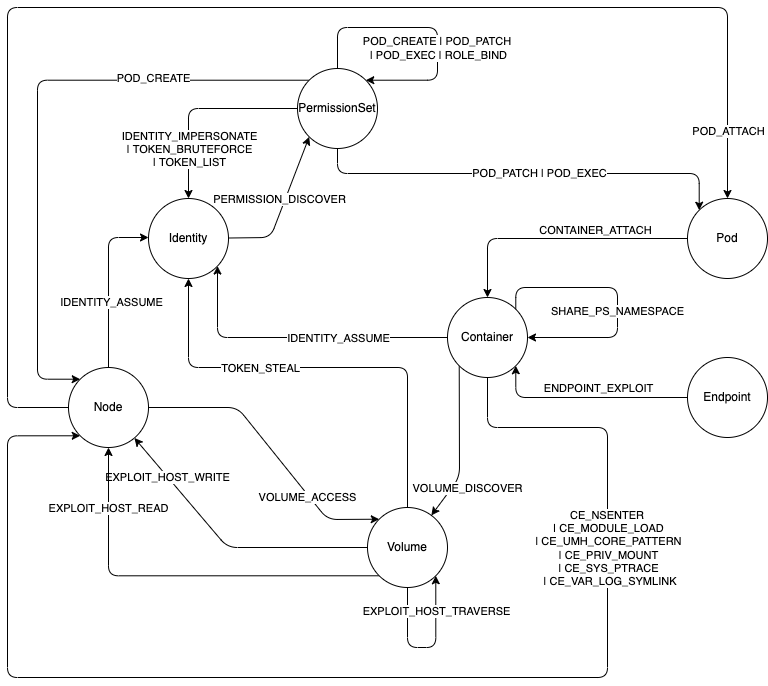 POD_CREATE | POD_PATCH
| POD_EXEC | ROLE_BIND
POD_CREATE
PermissionSet
IDENTITY_IMPERSONATE
| TOKEN_BRUTEFORCE
| TOKEN_LIST
POD_ATTACH
POD_PATCH | POD_EXEC
PERMISSION_DISCOVER
Identity
CONTAINER_ATTACH
Pod
IDENTITY_ASSUME
SHARE_PS_NAMESPACE
IDENTITY_ASSUME
Container
TOKEN_STEAL
ENDPOINT_EXPLOIT
Endpoint
Node
EXPLOIT_HOST_WRITE
VOLUME_DISCOVER
VOLUME_ACCESS
EXPLOIT_HOST_READ
CE_NSENTER
| CE_MODULE_LOAD
| CE_UMH_CORE_PATTERN
| CE_PRIV_MOUNT
| CE_SYS_PTRACE
| CE_VAR_LOG_SYMLINK
Volume
EXPLOIT_HOST_TRAVERSE